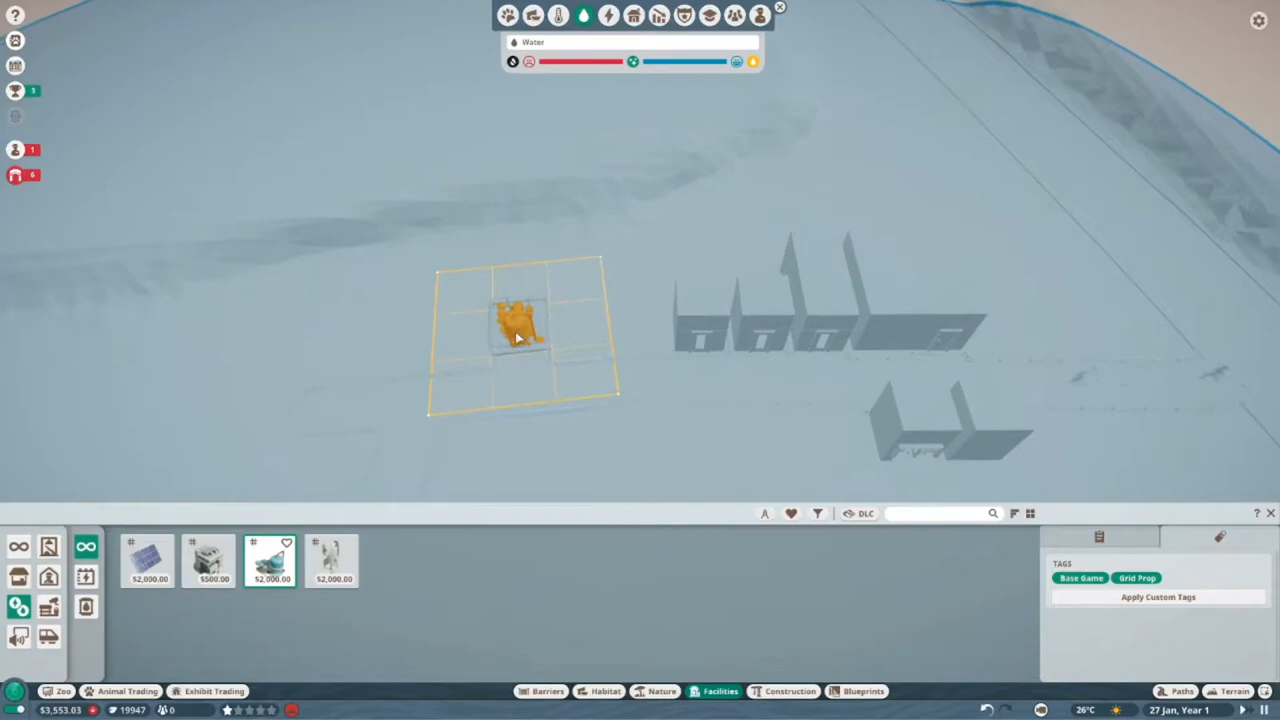 ?
Water
3
1
6
A
DLC
?
$2,000.00
$500.00
$2,000.00
$2,000.00
TAGS
Base Game
Grid Prop
Apply Custom Tags
Zoo
Animal Trading
Exhibit Trading
Barriers
Habitat
Nature
Facilities
Construction
Blueprints
Paths
Terrain
$3,553.03
19947
0
26°C
27 Jan, Year 1